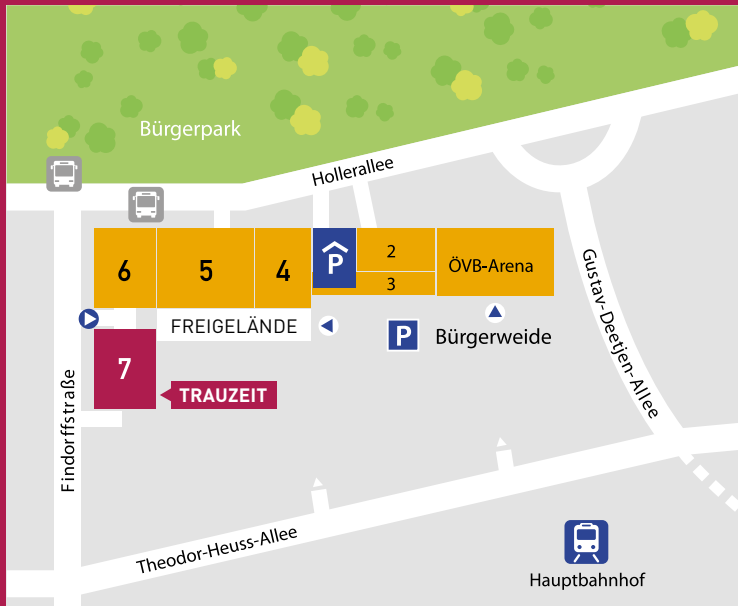 Bürgerpark
Hollerallee
6
5
4
P
2
3
ÖVB-Arena
FREIGELÄNDE
P
Bürgerweide
7
TRAUZEIT
Findorffstraße
Gustav-Deetjen-Allee
Theodor-Heuss-Allee
Hauptbahnhof